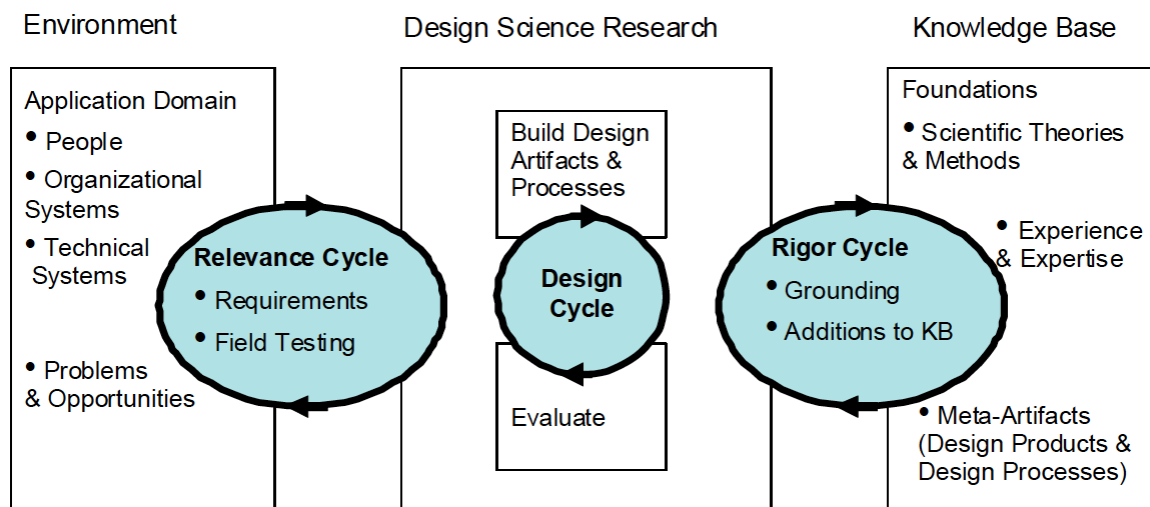 Environment
Design Science Research
Knowledge Base
Application Domain
• People
• Organizational
Systems
• Technical
Systems
• Problems
& Opportunities
Relevance Cycle
• Requirements
• Field Testing
Build Design
Artifacts &
Processes
Design
Cycle
Evaluate
Rigor Cycle
• Grounding
• Additions to KB
Foundations
• Scientific Theories
& Methods
• Experience
& Expertise
• Meta-Artifacts
(Design Products &
Design Processes)